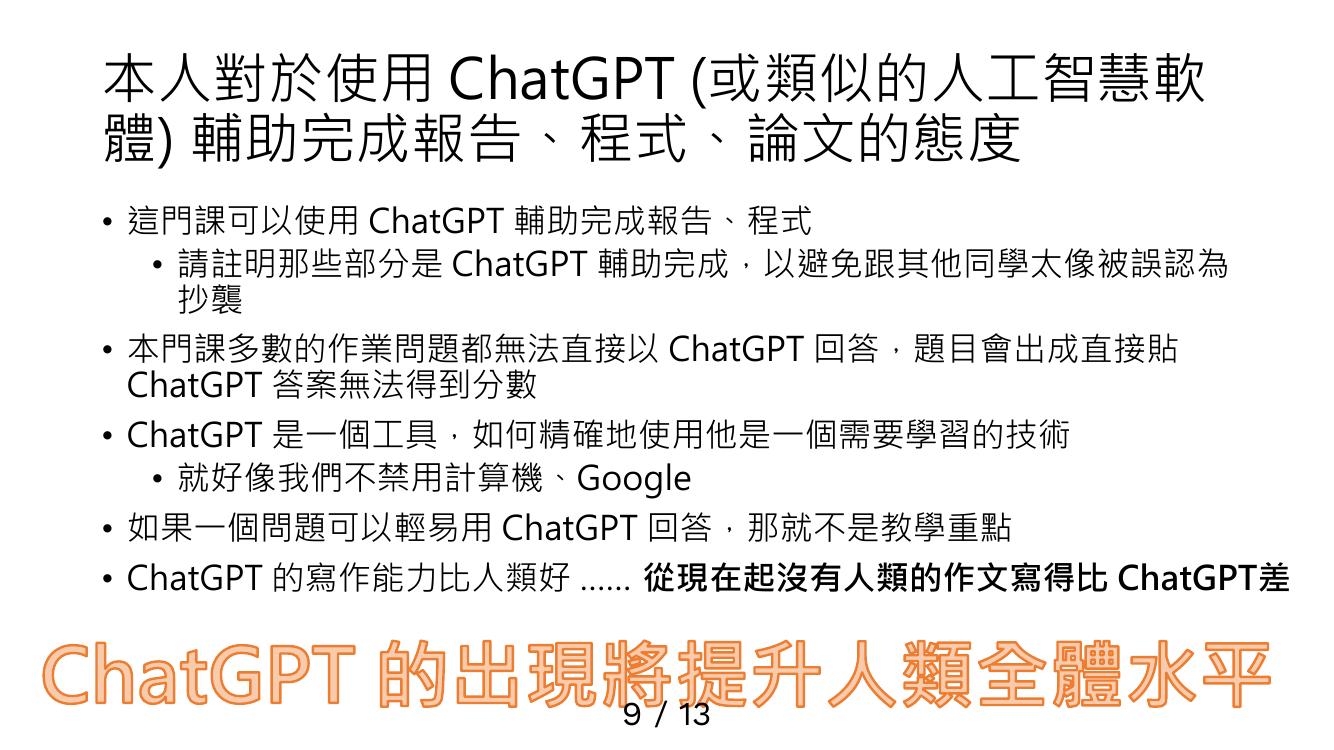 本人對於使用 ChatGPT (或類似的人工智慧軟
體) 輔助完成報告、程式、論文的態度
• 這門課可以使用 ChatGPT 輔助完成報告、程式
• 請註明那些部分是 ChatGPT 輔助完成，以避免跟其他同學太像被誤認為
抄襲
• 本門課多數的作業問題都無法直接以 ChatGPT 回答，題目會出成直接貼
ChatGPT 答案無法得到分數
• ChatGPT 是一個工具，如何精確地使用他是一個需要學習的技術
• 就好像我們不禁用計算機、Google
• 如果一個問題可以輕易用 ChatGPT 回答，那就不是教學重點
• ChatGPT 的寫作能力比人類好 …… 從現在起沒有人類的作文寫得比 ChatGPT差
ChatGPT 的出現將提升人類全體水平
9 / 13